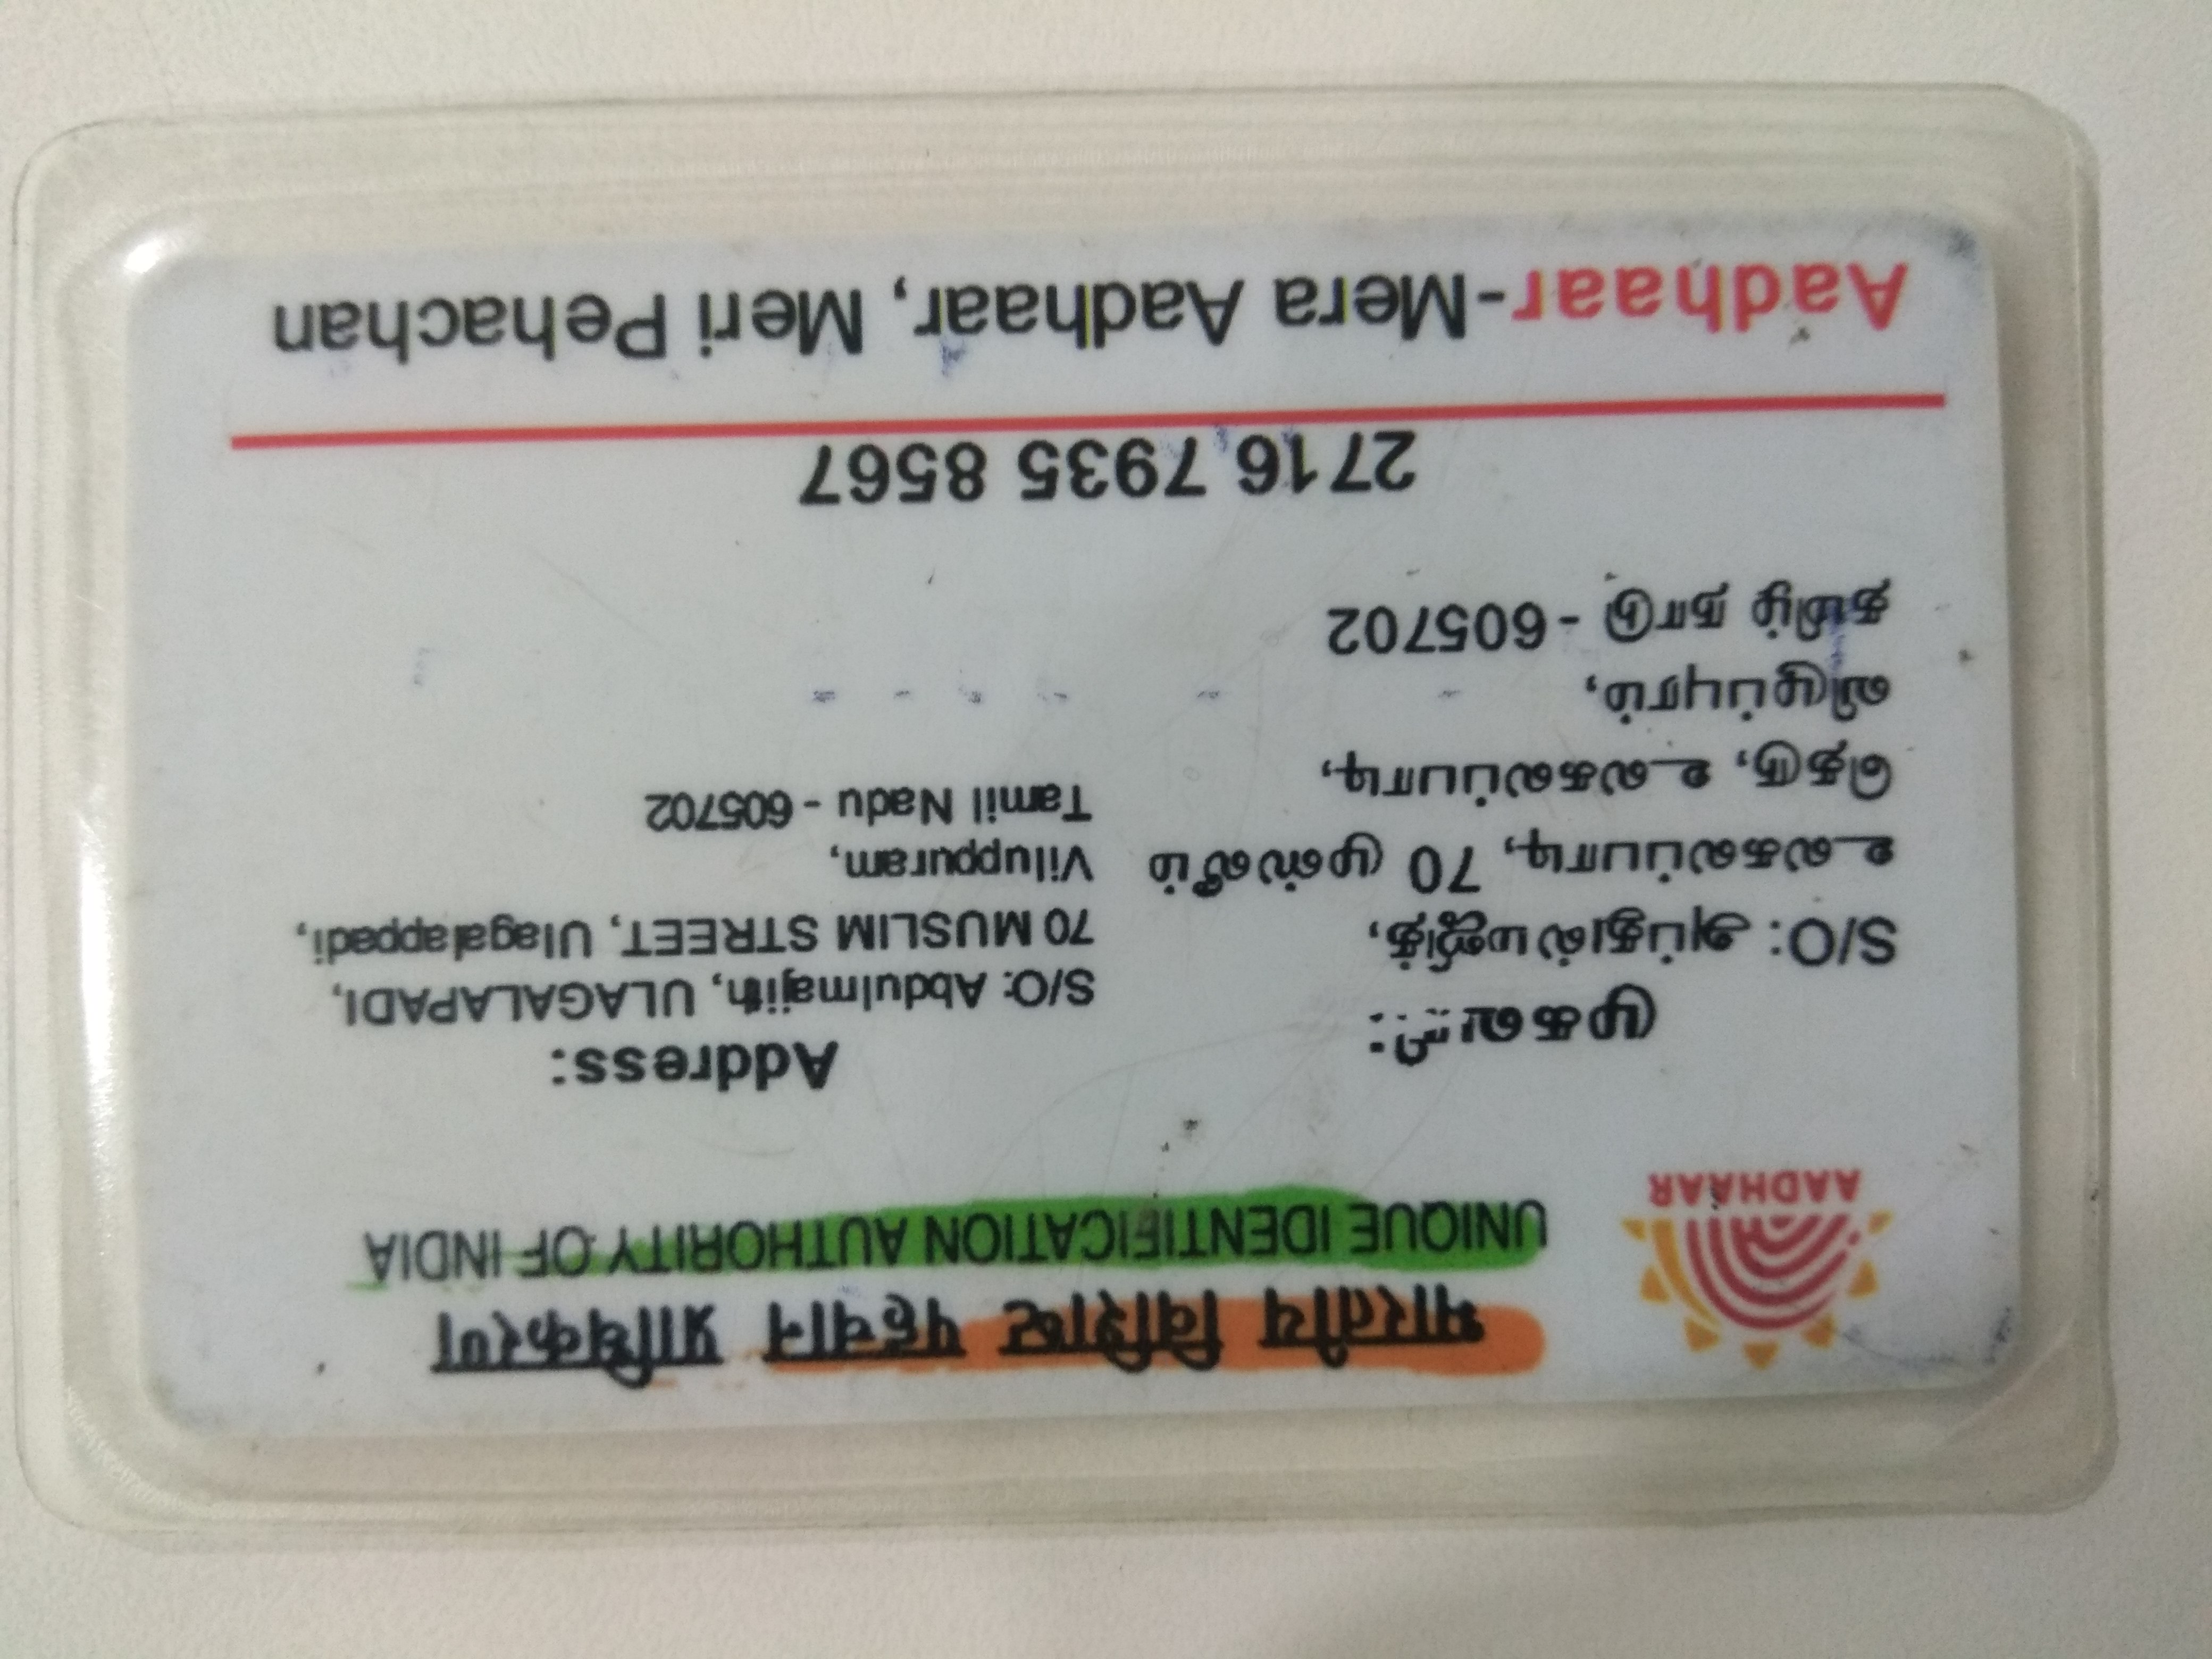 भारतीय विशिष्ट पहचान प्राधिकरण
UNIQUE IDENTIFICATION AUTHORITY OF INDIA
AADHAAR
முகவரி:
S/O: அப்துல்மஜித்,
உலகலப்பாடி, 70 முஸ்லீம்
தெரு, உலகலப்பாடி,
விழுப்புரம்,
தமிழ் நாடு - 605702
Address:
S/O: Abdulmajith, ULAGALAPADI,
70 MUSLIM STREET, Ulagalappadi,
Viluppuram,
Tamil Nadu - 605702
2716 7935 8567
Aadhaar-Mera Aadhaar, Meri Pehachan